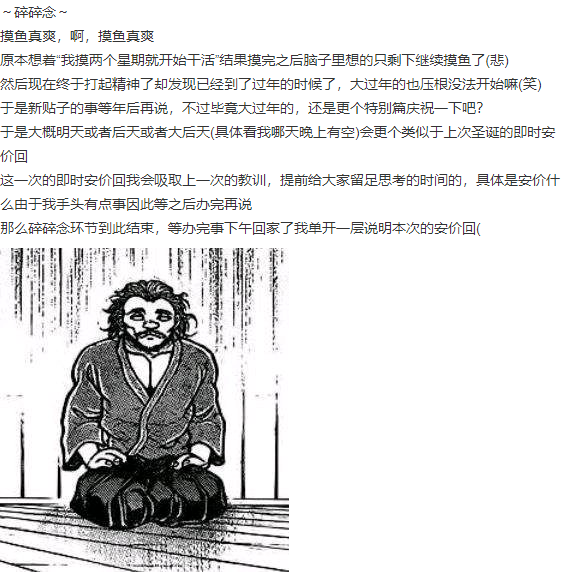 ～碎碎念～
摸鱼真爽，啊，摸鱼真爽
原本想着“我摸两个星期就开始干活”结果摸完之后脑子里想的只剩下继续摸鱼了(悲)
然后现在终于打起精神了却发现已经到了过年的时候了，大过年的也压根没法开始嘛(笑)
于是新贴子的事等年后再说，不过毕竟大过年的，还是更个特别篇庆祝一下吧?
于是大概明天或者后天或者大后天(具体看我哪天晚上有空)会更个类似于上次圣诞的即时安
价回
这一次的即时安价回我会吸取上一次的教训，提前给大家留足思考的时间的，具体是安价什
么由于我手头有点事因此等之后办完再说
那么碎碎念环节到此结束，等办完事下午回家了我单开一层说明本次的安价回(